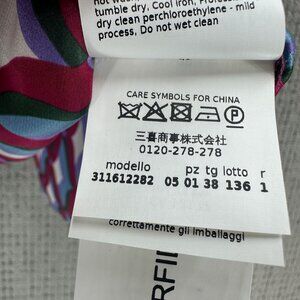 tumble dry. Cool iron, Profess
dry clean perchloroethylene - mild
process, Do not wet clean
CARE SYMBOLS FOR CHINA
三喜商事株式会社
0120-278-278
modello pz tg lotto r
311612282 05 01 38 136 1
correttamente gli imballaggi
RFII